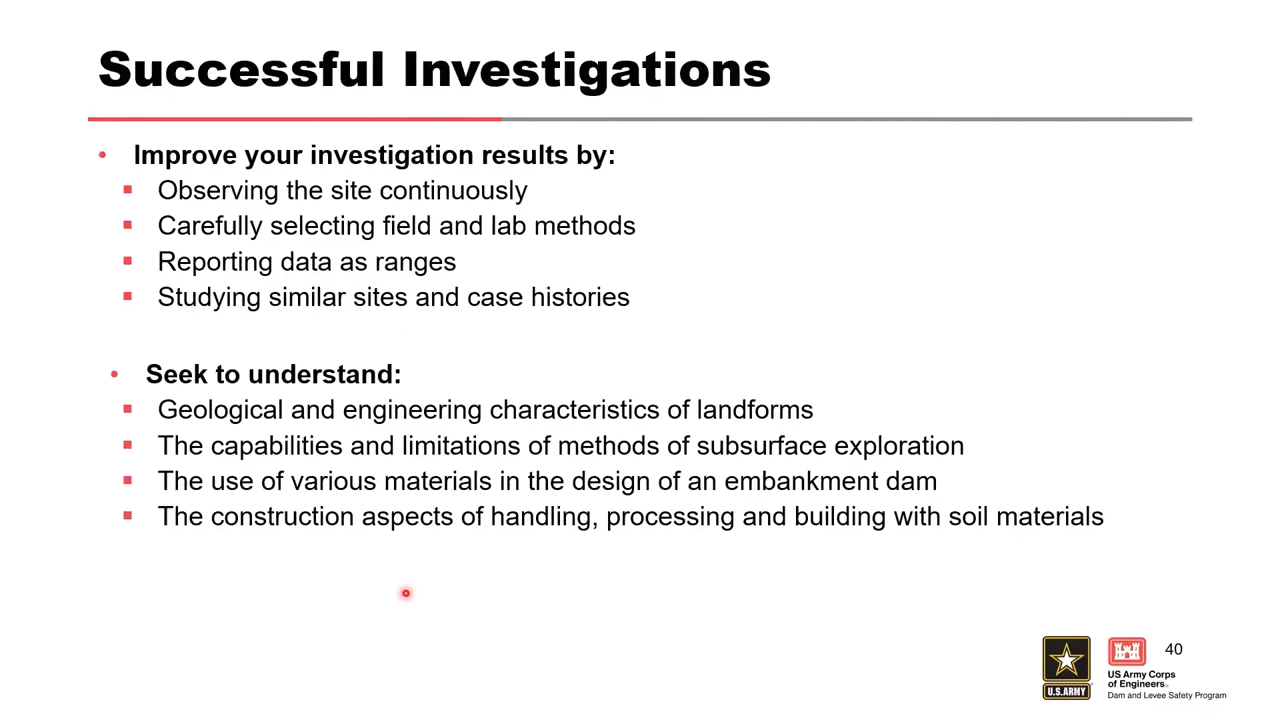 Successful Investigations
• Improve your investigation results by:
▪ Observing the site continuously
▪ Carefully selecting field and lab methods
▪ Reporting data as ranges
▪ Studying similar sites and case histories
• Seek to understand:
▪ Geological and engineering characteristics of landforms
▪ The capabilities and limitations of methods of subsurface exploration
▪ The use of various materials in the design of an embankment dam
▪ The construction aspects of handling, processing and building with soil materials
40
U.S.ARMY
US Army Corps
of Engineers®
Dam and Levee Safety Program